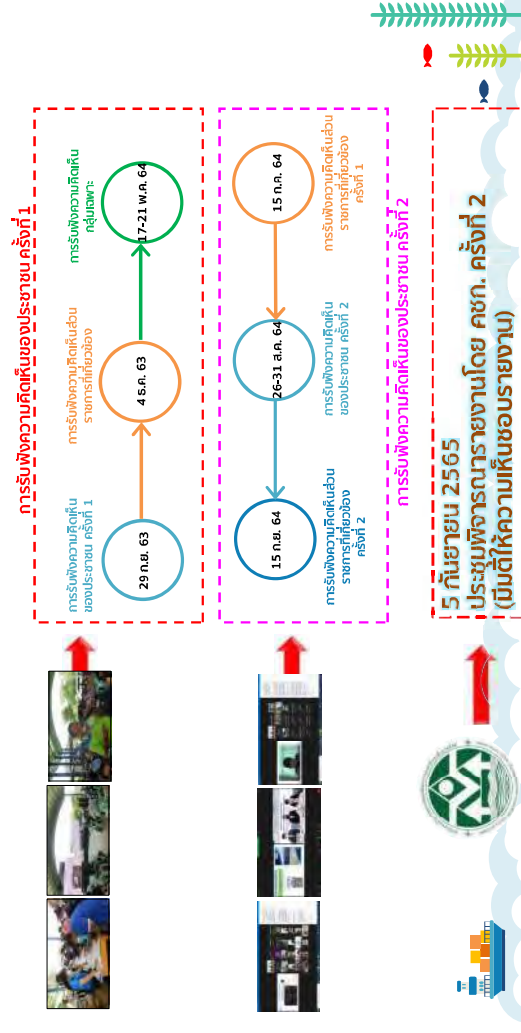 การรับฟังความคิดเห็นของประชาชน ครั้งที่ 1
การรับฟังความคิดเห็น
ของประชาชน ครั้งที่ 1
29 ก.ย. 63
การรับฟังความคิดเห็นส่วน
ราชการที่เกี่ยวข้อง
4 ธ.ค. 63
การรับฟังความคิดเห็น
กลุ่มเฉพาะ
17-21 พ.ค. 64
15 ก.ย. 64
การรับฟังความคิดเห็นส่วน
ราชการที่เกี่ยวข้อง
ครั้งที่ 2
26-31 ส.ค. 64
การรับฟังความคิดเห็น
ของประชาชน ครั้งที่ 2
15 ก.ค. 64
การรับฟังความคิดเห็นส่วน
ราชการที่เกี่ยวข้อง
ครั้งที่ 1
การรับฟังความคิดเห็นของประชาชน ครั้งที่ 2
5 กันยายน 2565
ประชุมพิจารณารายงานโดย คชก. ครั้งที่ 2
(มีมติให้ความเห็นชอบรายงาน)